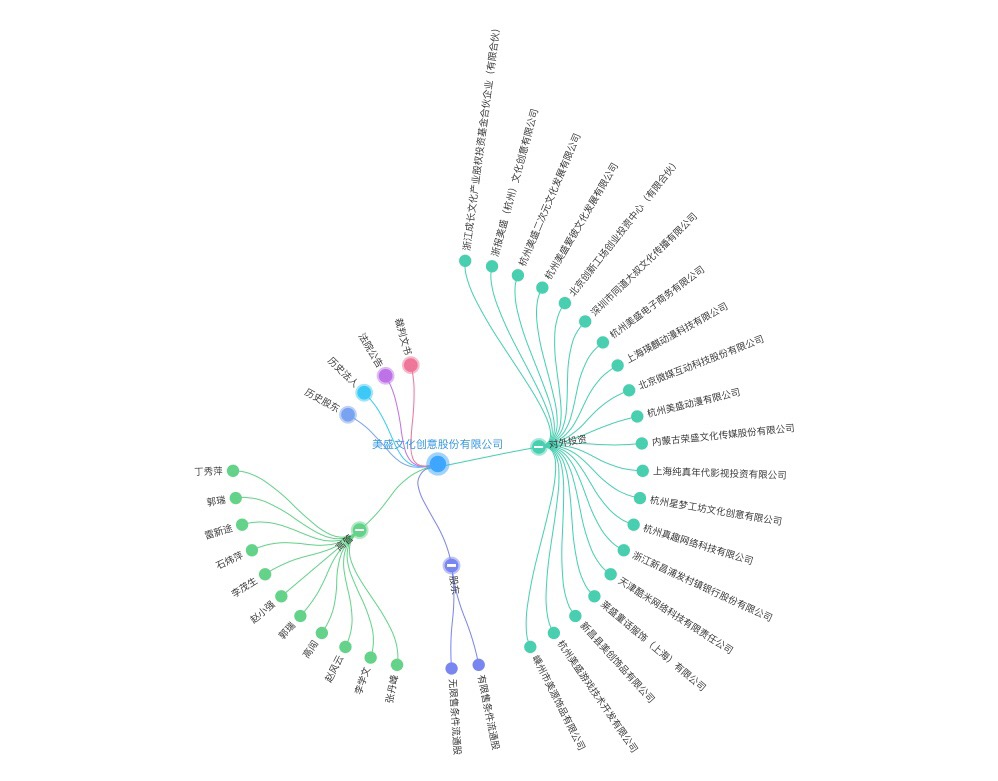 浙江成长文化产业股权投资基金合伙企业（有限合伙）
浙报美盛（杭州）文化创意有限公司
杭州美盛二次元文化发展有限公司
杭州美盛爱彼文化发展有限公司
北京创新工场创业投资中心（有限合伙）
深圳市同道大叔文化传播有限公司
杭州美盛电子商务有限公司
上海瑛麒动漫科技有限公司
北京微媒互动科技股份有限公司
杭州美盛动漫有限公司
内蒙古荣盛文化传媒股份有限公司
上海纯真年代影视投资有限公司
杭州星梦工坊文化创意有限公司
杭州真趣网络科技有限公司
浙江新昌浦发村镇银行股份有限公司
天津酷米网络科技有限责任公司
莱盛童话服饰（上海）有限公司
新昌县美创饰品有限公司
杭州美盛游戏技术开发有限公司
嵊州市美源饰品有限公司
对外投资
裁判文书
法院公告
历史法人
历史股东
美盛文化创意股份有限公司
高管
丁秀萍
郭瑞
雷新途
石炜萍
李茂生
赵小强
郭瑞
高闯
赵风云
李学文
张丹峰
股东
无限售条件流通股
有限售条件流通股